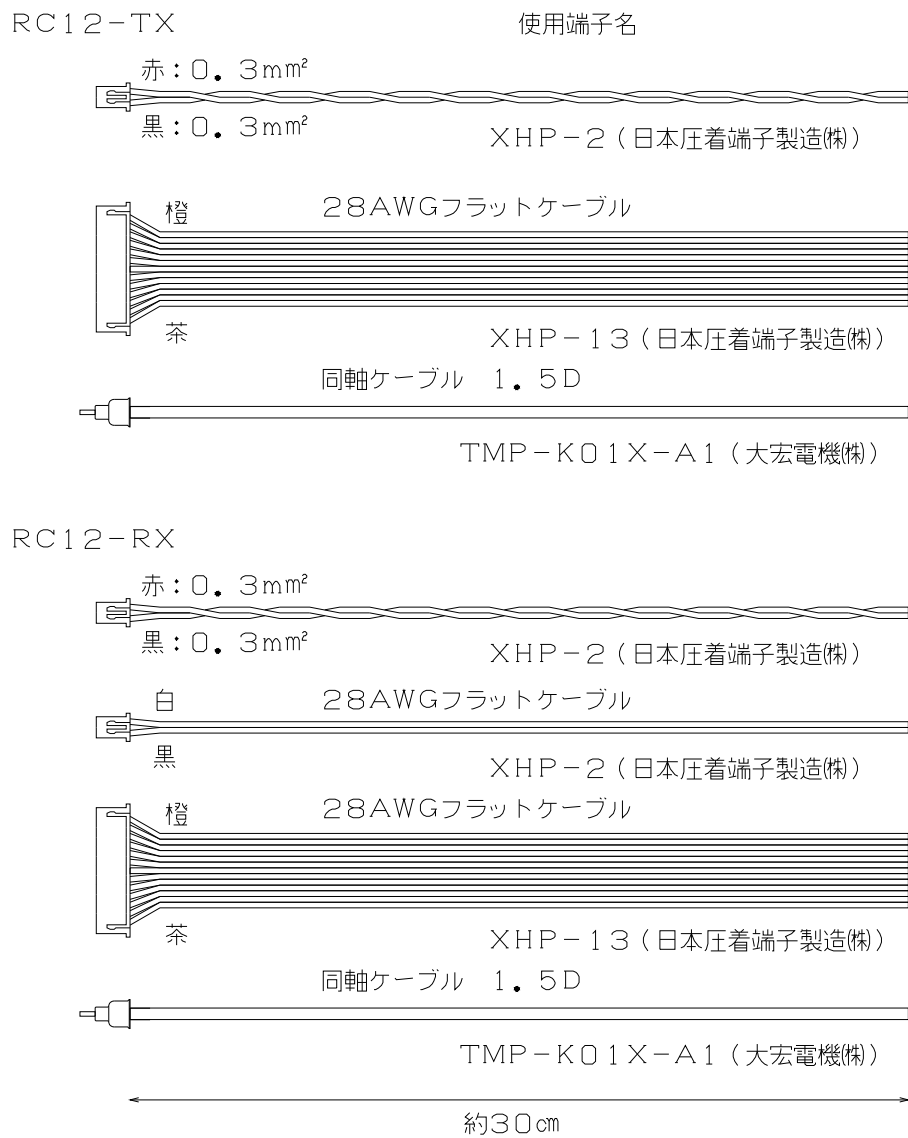 RC12-TX
使用端子名
赤：0．3mm²
黒：0．3mm²
XHP-2（日本圧着端子製造㈱）
橙
28AWGフラットケーブル
茶
XHP-13（日本圧着端子製造㈱）
同軸ケーブル　1．5D
TMP-K01X-A1（大宏電機㈱）
RC12-RX
赤：0．3mm²
黒：0．3mm²
XHP-2（日本圧着端子製造㈱）
白
28AWGフラットケーブル
黒
XHP-2（日本圧着端子製造㈱）
橙
28AWGフラットケーブル
茶
XHP-13（日本圧着端子製造㈱）
同軸ケーブル　1．5D
TMP-K01X-A1（大宏電機㈱）
約30㎝